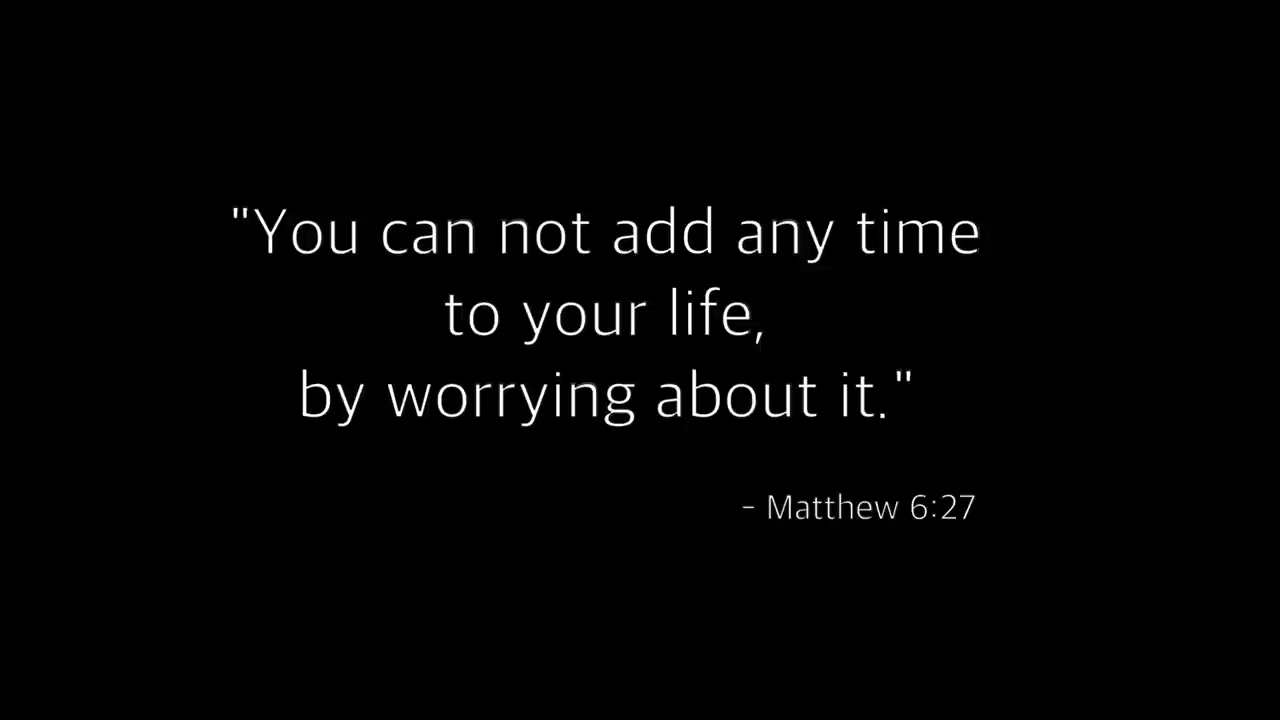 "You can not add any time
to your life,
by worrying about it."
- Matthew 6:27